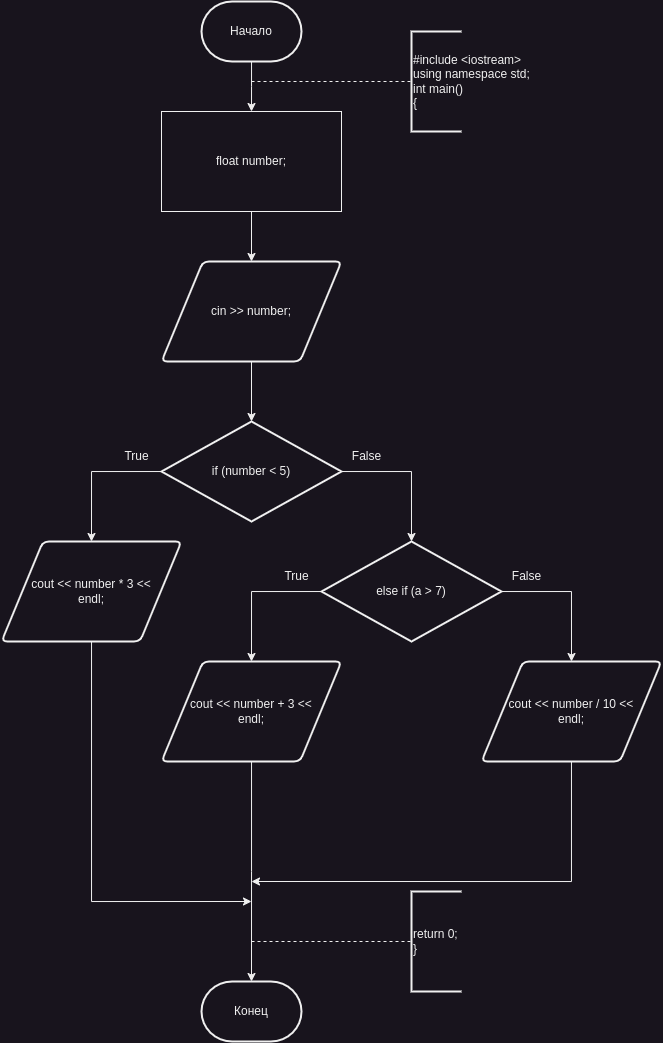 Начало
#include <iostream>
using namespace std;
int main()
{
float number;
cin >> number;
True
if (number < 5)
False
cout << number * 3 <<
endl;
True
else if (a > 7)
False
cout << number + 3 <<
endl;
cout << number / 10 <<
endl;
return 0;
}
Конец